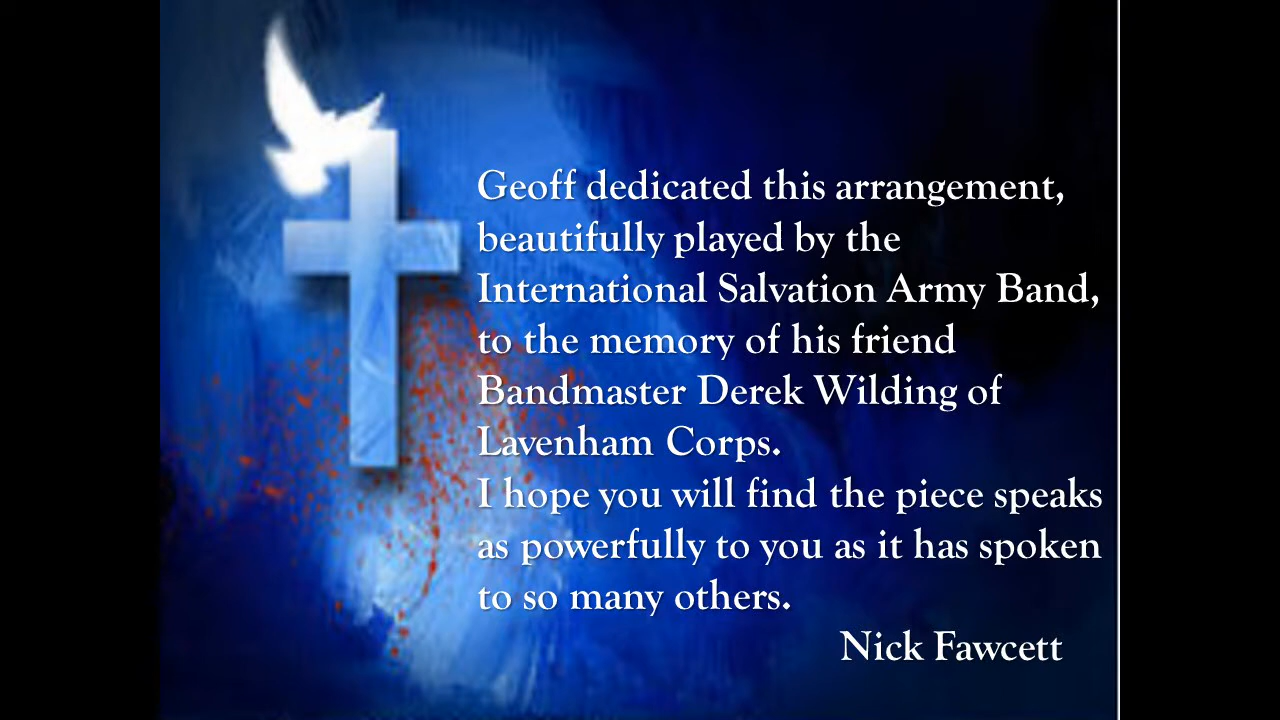 Geoff dedicated this arrangement,
beautifully played by the
International Salvation Army Band,
to the memory of his friend
Bandmaster Derek Wilding of
Lavenham Corps.
I hope you will find the piece speaks
as powerfully to you as it has spoken
to so many others.
Nick Fawcett